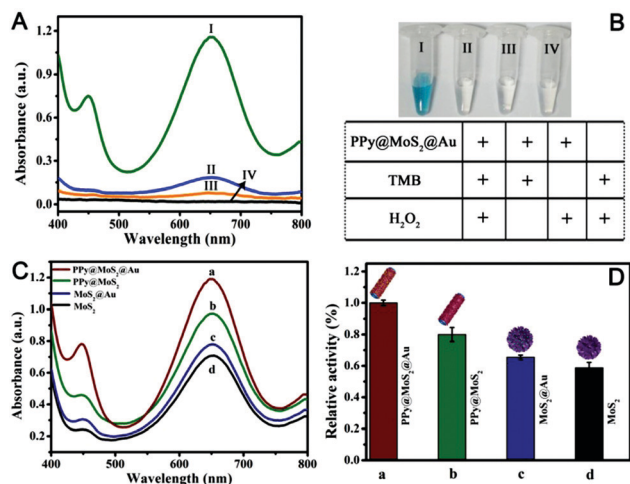 A
Absorbance (a.u.)
1.2
0.9
0.6
0.3
0.0
I
II
III
IV
400 500 600 700 800
Wavelength (nm)
B
I II III IV
PPy@MoS₂@Au + + +
TMB + + +
H₂O₂ + + +
C
Absorbance (a.u.)
1.2
1.0
0.8
0.6
0.4
0.2
PPy@MoS₂@Au
PPy@MoS₂
MoS₂@Au
MoS₂
a
b
c
d
400 500 600 700 800
Wavelength (nm)
D
Relative activity (%)
1.2%
1.0%
0.8%
0.6%
0.4%
0.2%
0.0%
PPy@MoS₂@Au
PPy@MoS₂
MoS₂@Au
MoS₂
a b c d